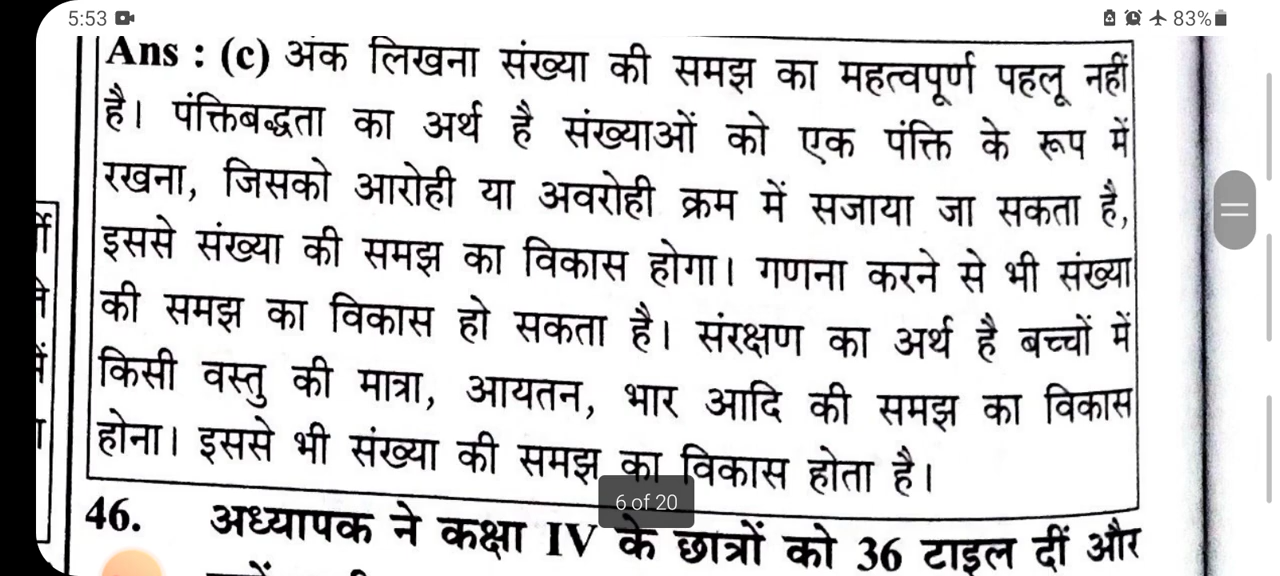 5:53
83%
Ans : (c) अंक लिखना संख्या की समझ का महत्वपूर्ण पहलू नहीं
है। पंक्तिबद्धता का अर्थ है संख्याओं को एक पंक्ति के रूप में
रखना, जिसको आरोही या अवरोही क्रम में सजाया जा सकता है,
इससे संख्या की समझ का विकास होगा। गणना करने से भी संख्या
की समझ का विकास हो सकता है। संरक्षण का अर्थ है बच्चों में
किसी वस्तु की मात्रा, आयतन, भार आदि की समझ का विकास
होना। इससे भी संख्या की समझ का विकास होता है।
6 of 20
46. अध्यापक ने कक्षा IV के छात्रों को 36 टाइल दीं और